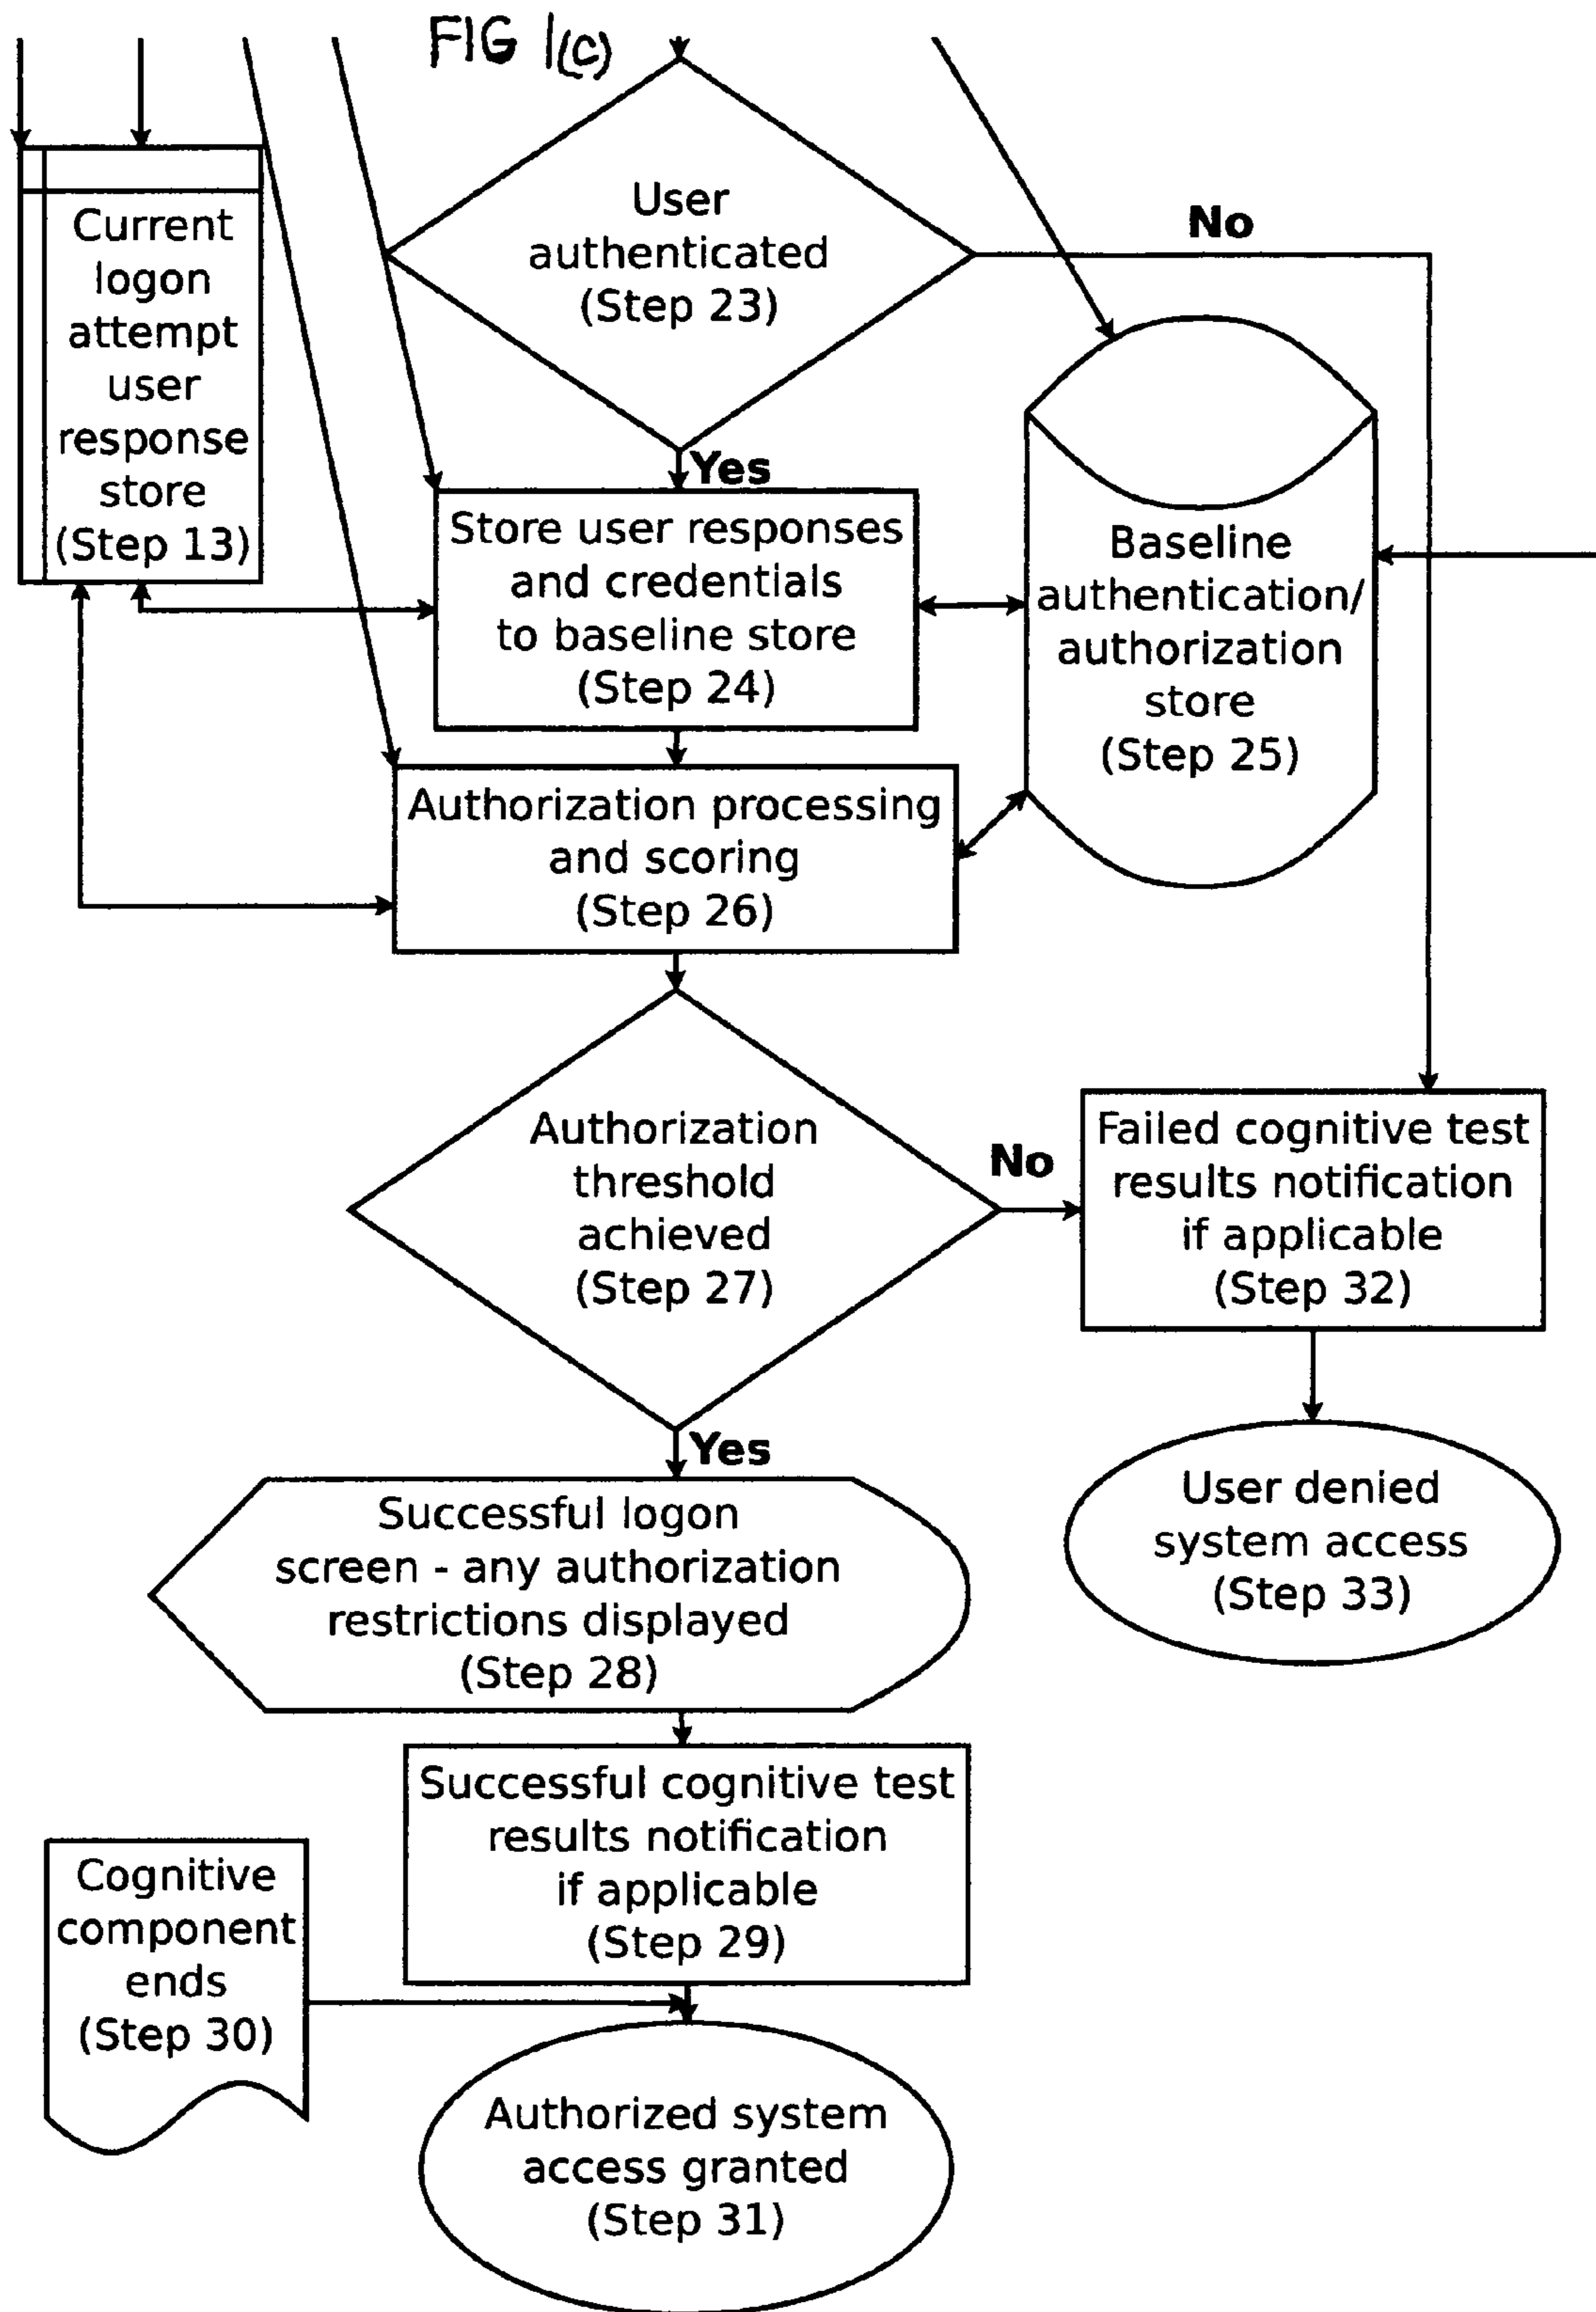 FIG 1(C)
User
authenticated
(Step 23)
No
Current
logon
attempt
user
response
store
(Step 13)
Yes
Store user responses
and credentials
to baseline store
(Step 24)
Baseline
authentication/
authorization
store
(Step 25)
Authorization processing
and scoring
(Step 26)
Authorization
threshold
achieved
(Step 27)
No
Failed cognitive test
results notification
if applicable
(Step 32)
Yes
User denied
system access
(Step 33)
Successful logon
screen - any authorization
restrictions displayed
(Step 28)
Successful cognitive test
results notification
if applicable
(Step 29)
Cognitive
component
ends
(Step 30)
Authorized system
access granted
(Step 31)